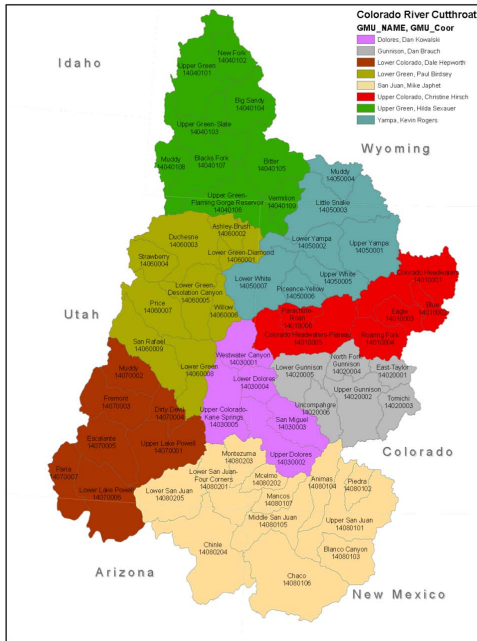 Colorado River Cutthroat
GMU_NAME, GMU_Coor
Dolores, Dan Kowalski
Gunnison, Dan Brauch
Lower Colorado, Dale Hepworth
Lower Green, Paul Birdsey
San Juan, Mike Japhet
Upper Colorado, Christine Hirsch
Upper Green, Hilda Sexauer
Yampa, Kevin Rogers
Idaho
New Fork
14040102
Upper Green
14040101
Big Sandy
14040104
Upper Green-Slate
14040103
Muddy
14040108
Blacks Fork
14040107
Bitter
14040105
Upper Green-
Flaming Gorge Reservoir
14040106
Vermilion
14040109
Wyoming
Muddy
14050004
Little Snake
14050003
Ashley-Brush
14060002
Duchesne
14060003
Lower Green-Diamond
14060001
Strawberry
14060004
Lower Yampa
14050002
Upper Yampa
14050001
Lower White
14050007
Upper White
14050005
Piceance-Yellow
14050006
Colorado Headwaters
14010001
Lower Green-
Desolation Canyon
14060005
Utah
Price
14060007
Willow
14060006
Parachute-
Roan
14010006
Eagle
14010003
Blue
14010002
Colorado Headwaters-Plateau
14010005
Roaring Fork
14010004
San Rafael
14060009
Westwater Canyon
14030001
North Fork
Gunnison
14020004
Lower Gunnison
14020005
East-Taylor
14020001
Muddy
14070002
Lower Green
14060008
Lower Dolores
14030004
Upper Gunnison
14020002
Fremont
14070003
Uncompahgre
14020006
Tomichi
14020003
Dirty Devil
14070004
Upper Colorado-
Kane Springs
14030005
San Miguel
14030003
Escalante
14070005
Upper Lake Powell
14070001
Colorado
Paria
14070007
Montezuma
14080203
Upper Dolores
14030002
Lower Lake Powell
14070006
Lower San Juan
14080205
Lower San Juan-
Four Corners
14080201
Mcelmo
14080202
Animas
14080104
Piedra
14080102
Mancos
14080107
Middle San Juan
14080105
Upper San Juan
14080101
Chinle
14080204
Blanco Canyon
14080103
Arizona
Chaco
14080106
New Mexico